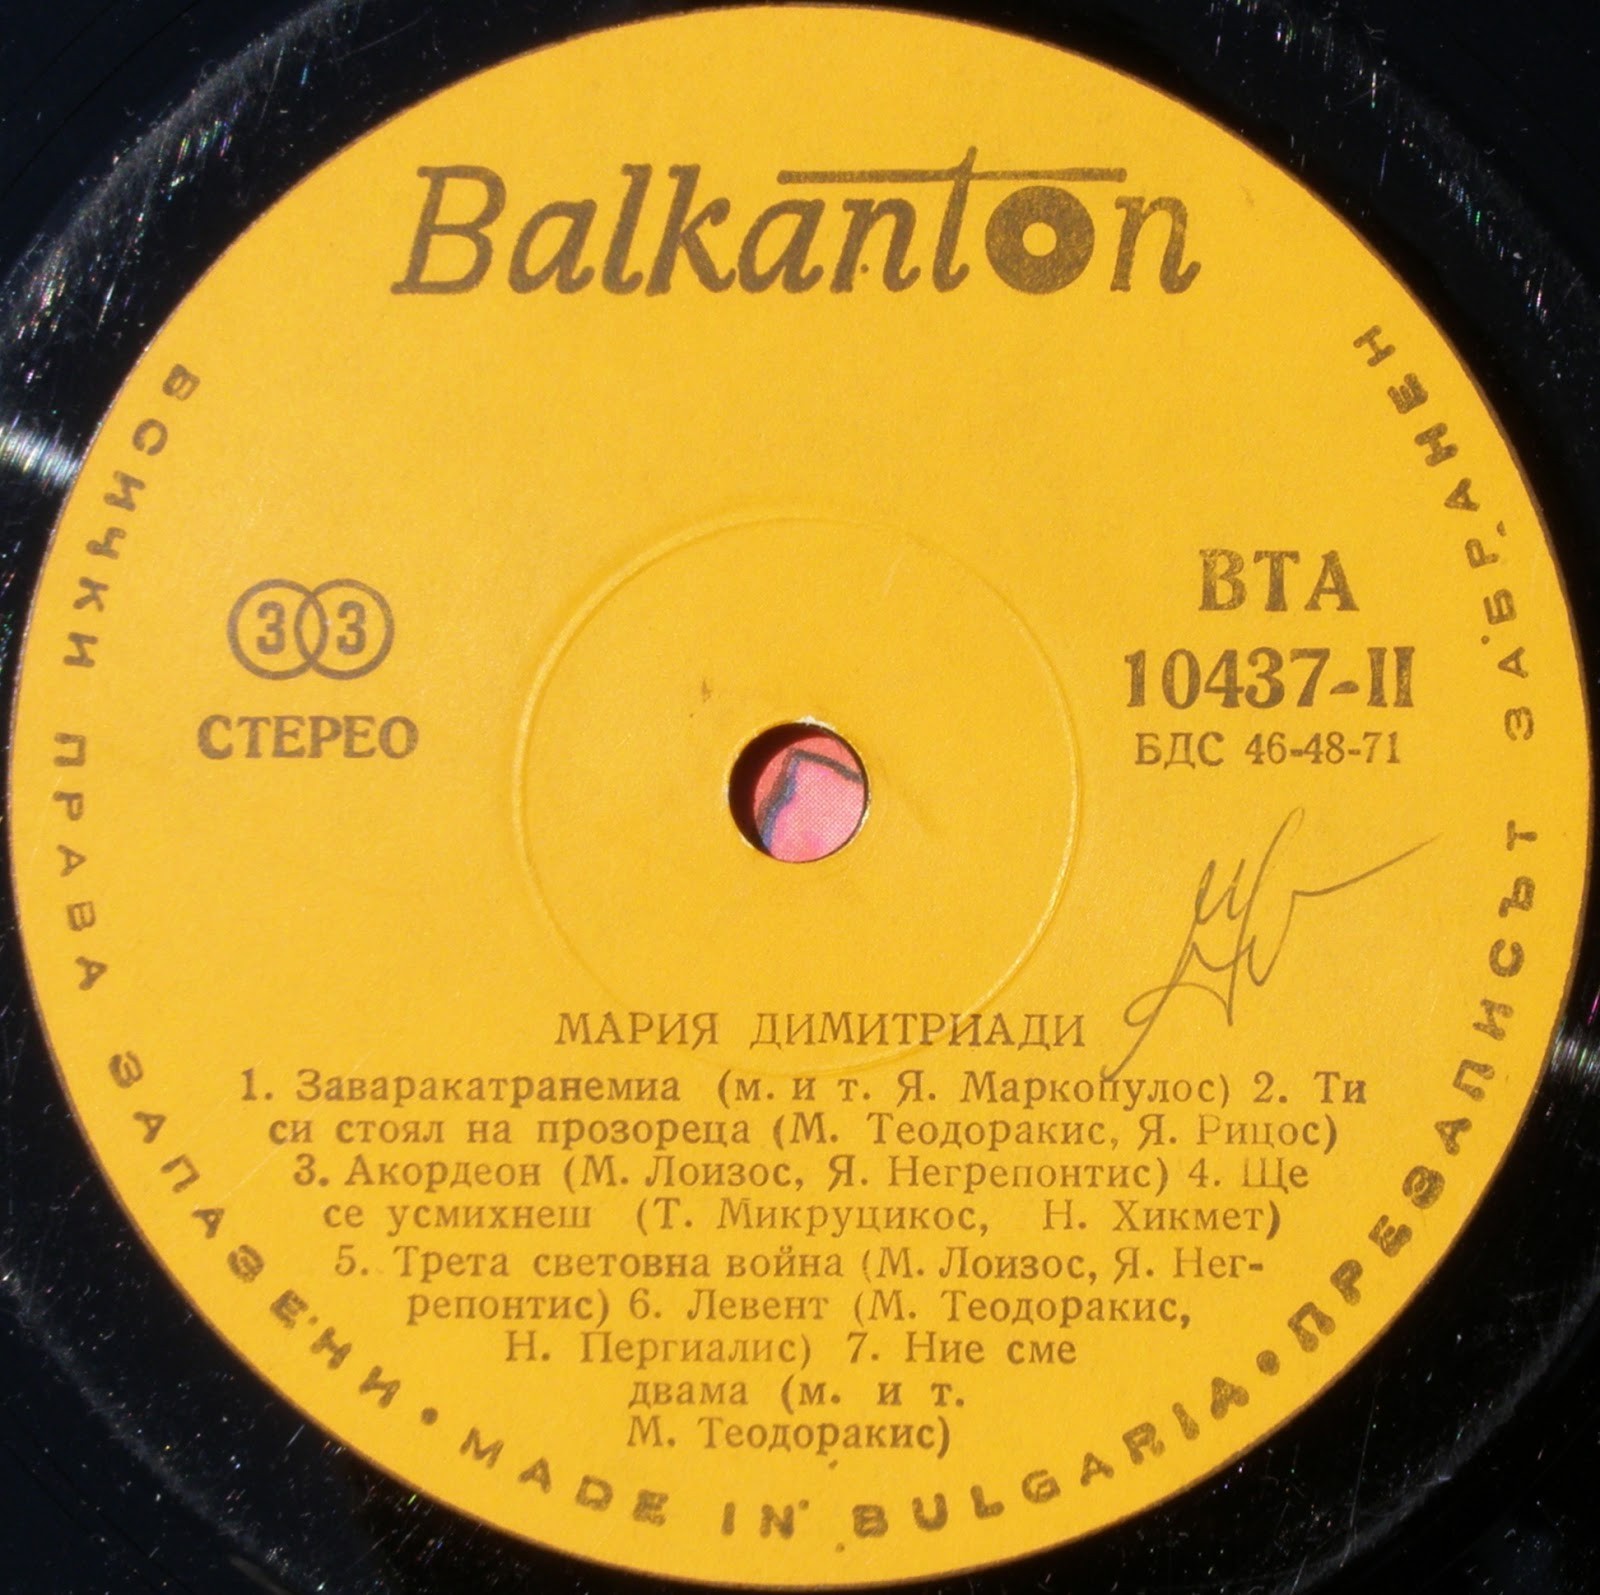 Balkanton
ВСИЧКИ ПРАВА ЗАПАЗЕНИ • MADE IN BULGARIA • ПРЕЗАПИСЪТ ЗАБРАНЕН
33
СТЕРЕО
ВТА
10437-II
БДС 46-48-71
МАРИЯ ДИМИТРИАДИ
1. Заваракатранемиа (м. и т. Я. Маркопулос) 2. Ти
си стоял на прозореца (М. Теодоракис, Я. Рицос)
3. Акордеон (М. Лоизос, Я. Негрепонтис) 4. Ще
се усмихнеш (Т. Микруцикос, Н. Хикмет)
5. Трета световна война (М. Лоизос, Я. Нег-
репонтис) 6. Левент (М. Теодоракис,
Н. Пергиалис) 7. Ние сме
двама (м. и т.
М. Теодоракис)